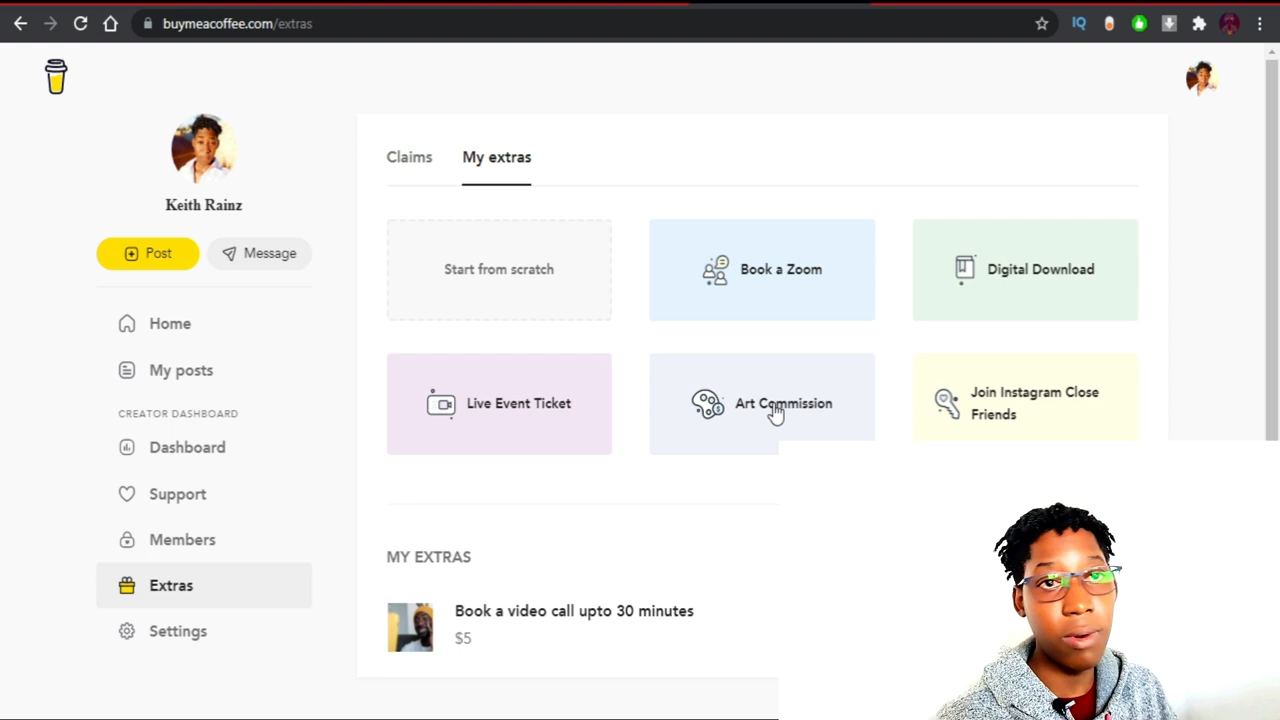 buymeacoffee.com/extras
IQ
Keith Rainz
Post
Message
Home
My posts
CREATOR DASHBOARD
Dashboard
Support
Members
Extras
Settings
Claims
My extras
Start from scratch
Book a Zoom
Digital Download
Live Event Ticket
Art Commission
Join Instagram Close
Friends
MY EXTRAS
Book a video call upto 30 minutes
$5